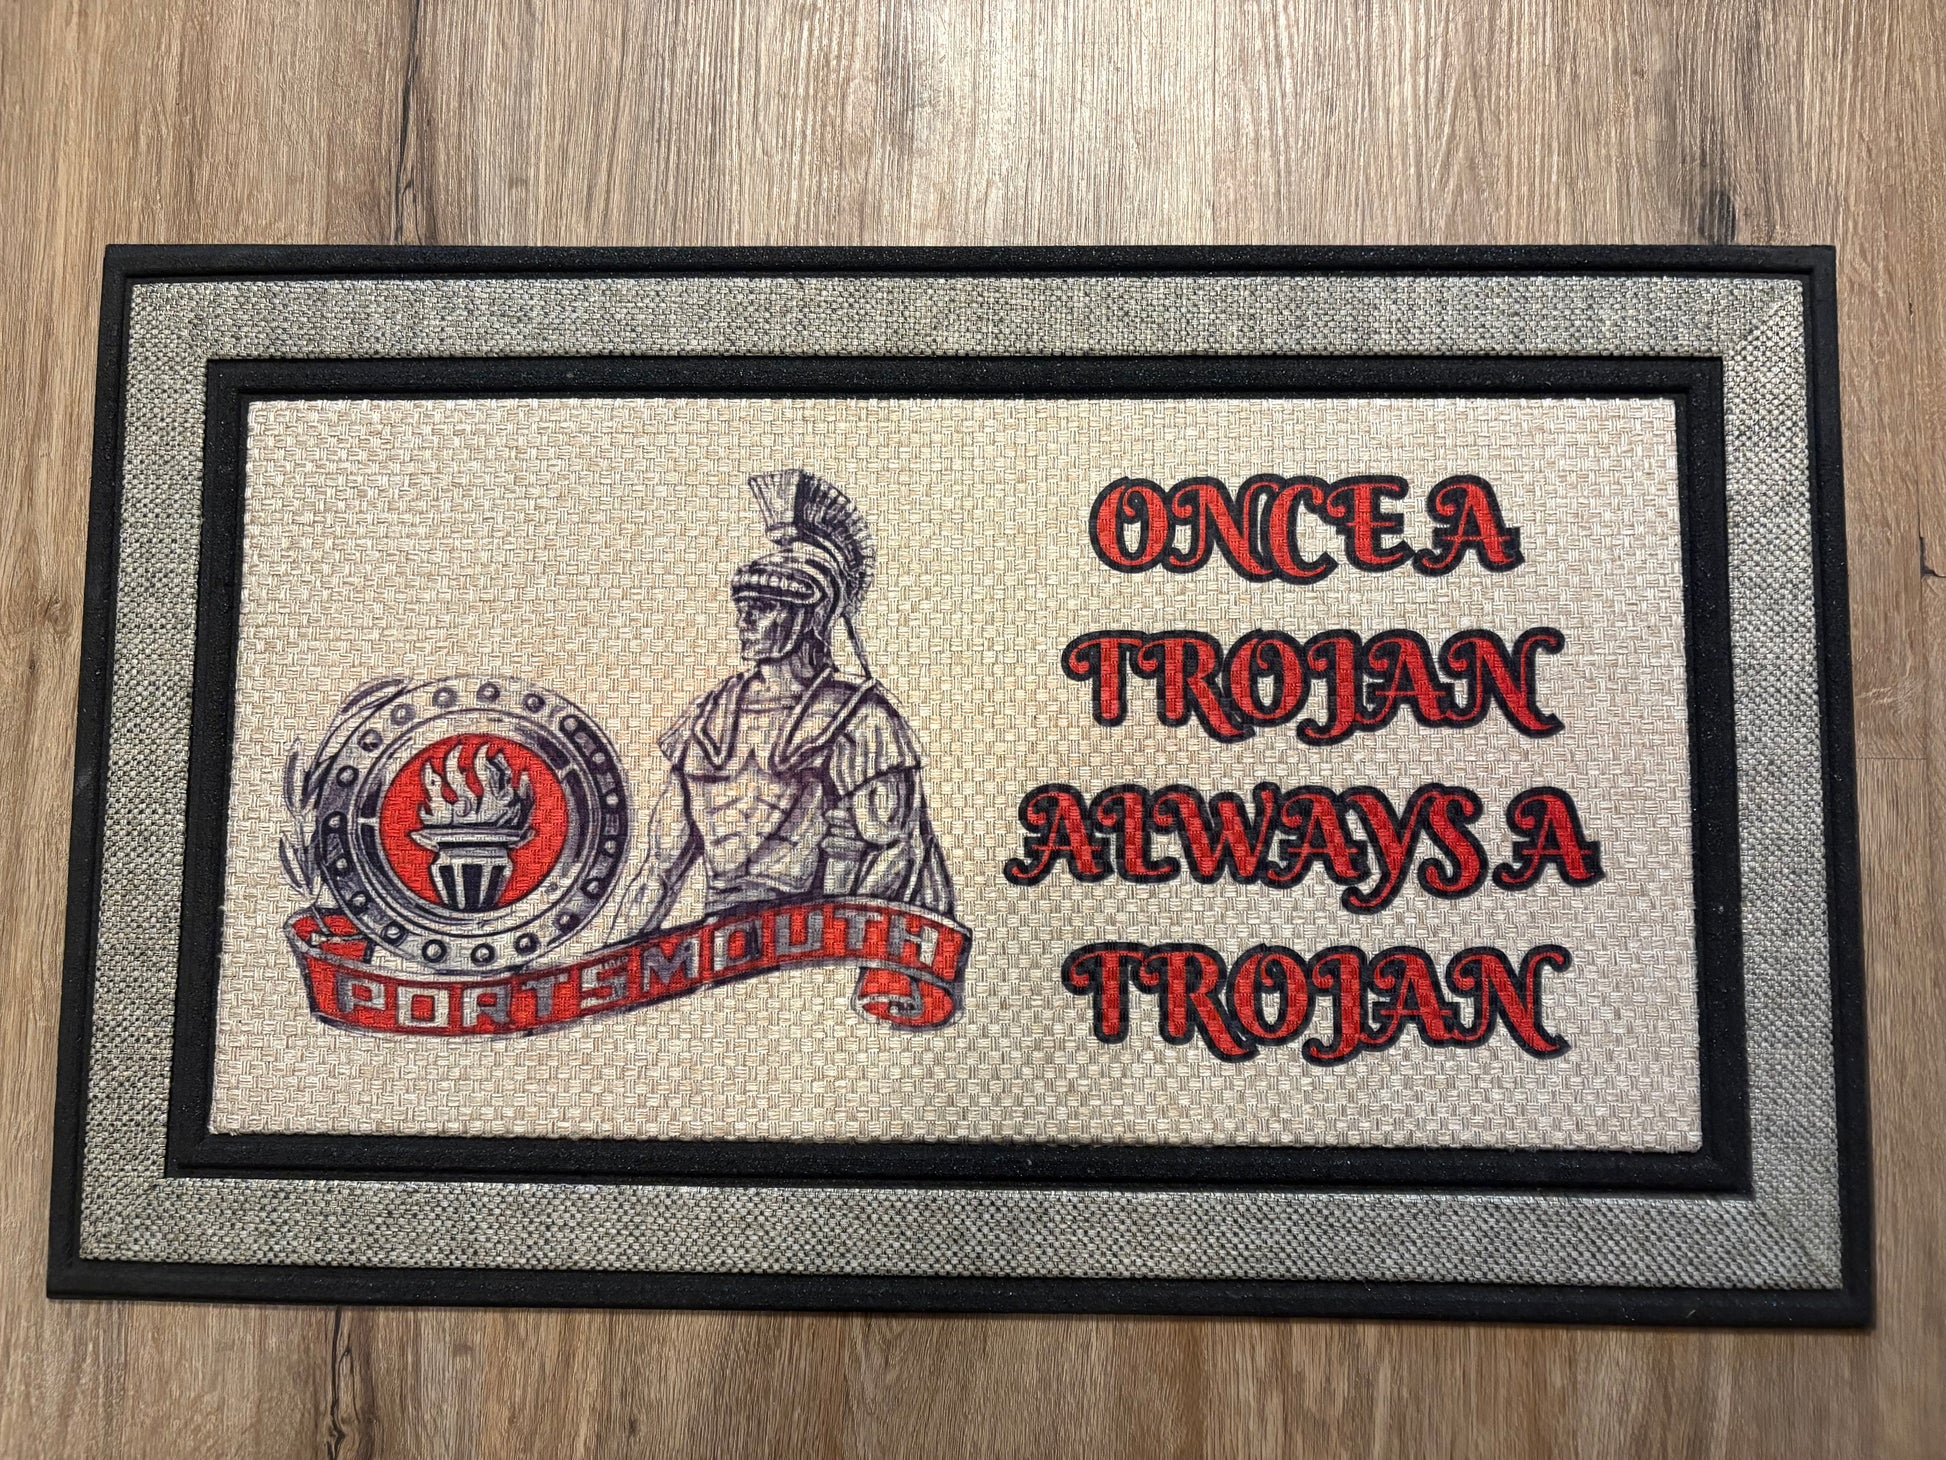 PORTSMOUTH
ONCE A
TROJAN
ALWAYS A
TROJAN